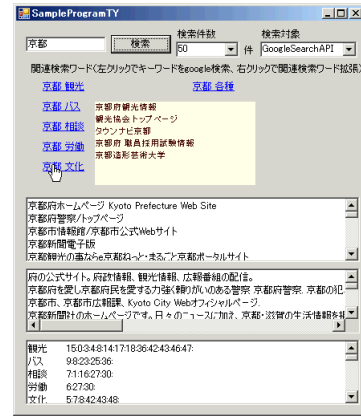 SampleProgramTY
検索件数
検索対象
京都
検索
50
件
GoogleSearchAPI
関連検索ワード(左クリックでキーワードをgoogle検索、右クリックで関連検索ワード拡張)
京都 観光
京都 各種
京都 バス
京都 相談
京都 労働
京都 文化
京都府観光情報
観光協会トップページ
タウンナビ京都
京都府 職員採用試験情報
京都造形芸術大学
京都府ホームページ Kyoto Prefecture Web Site
京都府警察/トップページ
京都市情報館/京都市公式Webサイト
京都新聞電子版
京都観光の事ならe京都ねっと・まるごと京都ポータルサイト
府の公式サイト。府政情報、観光情報、広報番組の配信。
京都府を愛し京都府民を愛する力強く頼りがいのある警察 京都府警察. 京都の犯
京都市、京都市広報課、Kyoto City Webオフィシャルページ.
京都新聞社のホームページです。日々のニュースに加え、京都・滋賀の生活情報を
観光 15:0:3:4:8:14:17:18:36:42:43:46:47:
バス 9:8:23:25:36:
相談 7:1:16:27:30:
労働 6:27:30:
文化 5:7:8:42:43:48: